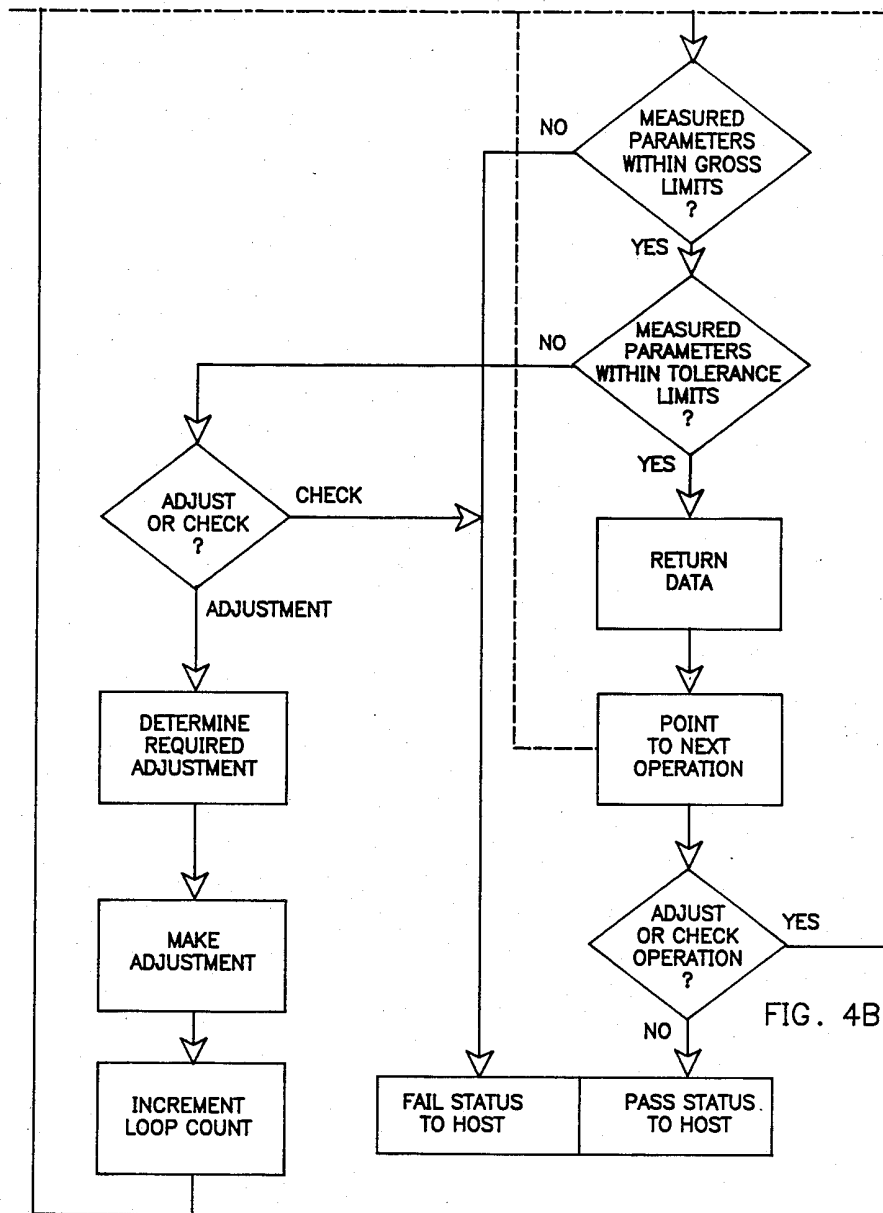 NO
MEASURED
PARAMETERS
WITHIN GROSS
LIMITS
?
YES
NO
MEASURED
PARAMETERS
WITHIN TOLERANCE
LIMITS
?
YES
ADJUST
OR CHECK
?
CHECK
ADJUSTMENT
RETURN
DATA
DETERMINE
REQUIRED
ADJUSTMENT
POINT
TO NEXT
OPERATION
MAKE
ADJUSTMENT
ADJUST
OR CHECK
OPERATION
?
YES
NO
FIG. 4B
INCREMENT
LOOP COUNT
FAIL STATUS
TO HOST
PASS STATUS
TO HOST